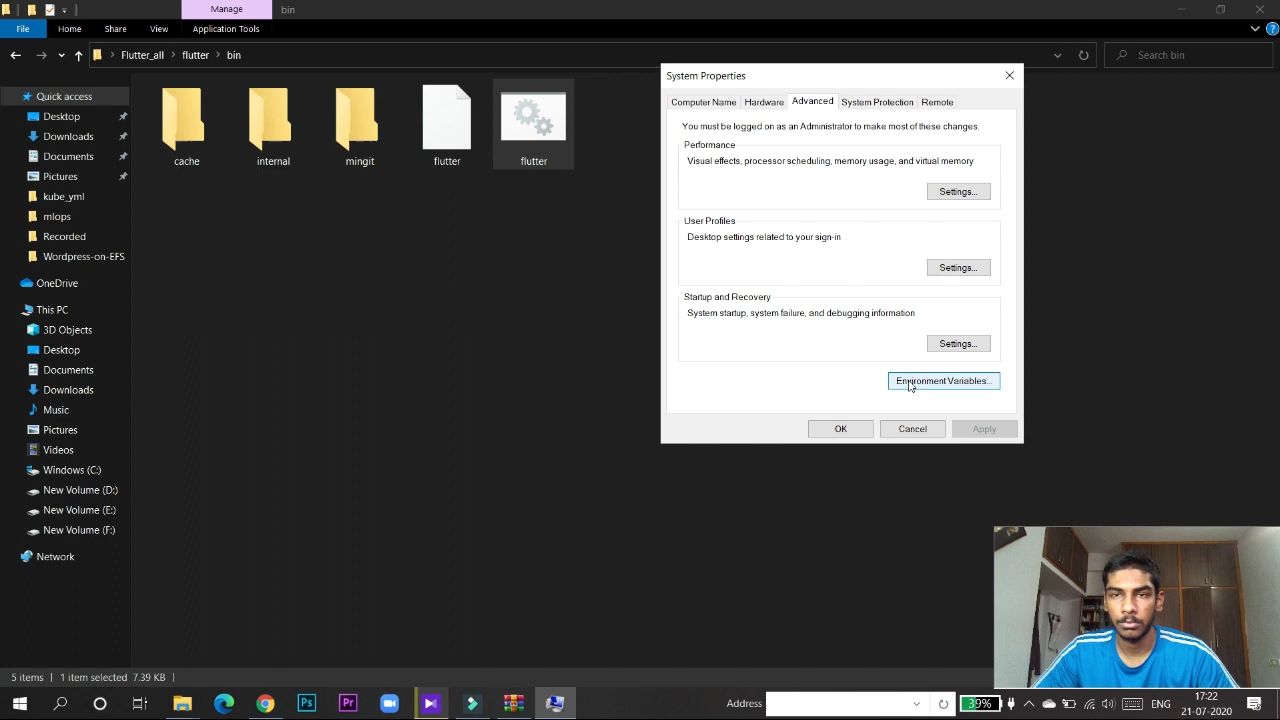 Manage
bin
File
Home
Share
View
Application Tools
Flutter_all
flutter
bin
Search bin
Quick access
Desktop
Downloads
Documents
Pictures
kube_yml
mlops
Recorded
Wordpress-on-EFS
OneDrive
This PC
3D Objects
Desktop
Documents
Downloads
Music
Pictures
Videos
Windows (C:)
New Volume (D:)
New Volume (E:)
New Volume (F:)
Network
cache
internal
mingit
flutter
flutter
System Properties
Computer Name
Hardware
Advanced
System Protection
Remote
You must be logged on as an Administrator to make most of these changes.
Performance
Visual effects, processor scheduling, memory usage, and virtual memory
Settings...
User Profiles
Desktop settings related to your sign-in
Settings...
Startup and Recovery
System startup, system failure, and debugging information
Settings...
Environment Variables...
OK
Cancel
Apply
5 items
1 item selected 7.39 KB
Ps
Pr
Address
39%
ENG
17:22
21-07-2020